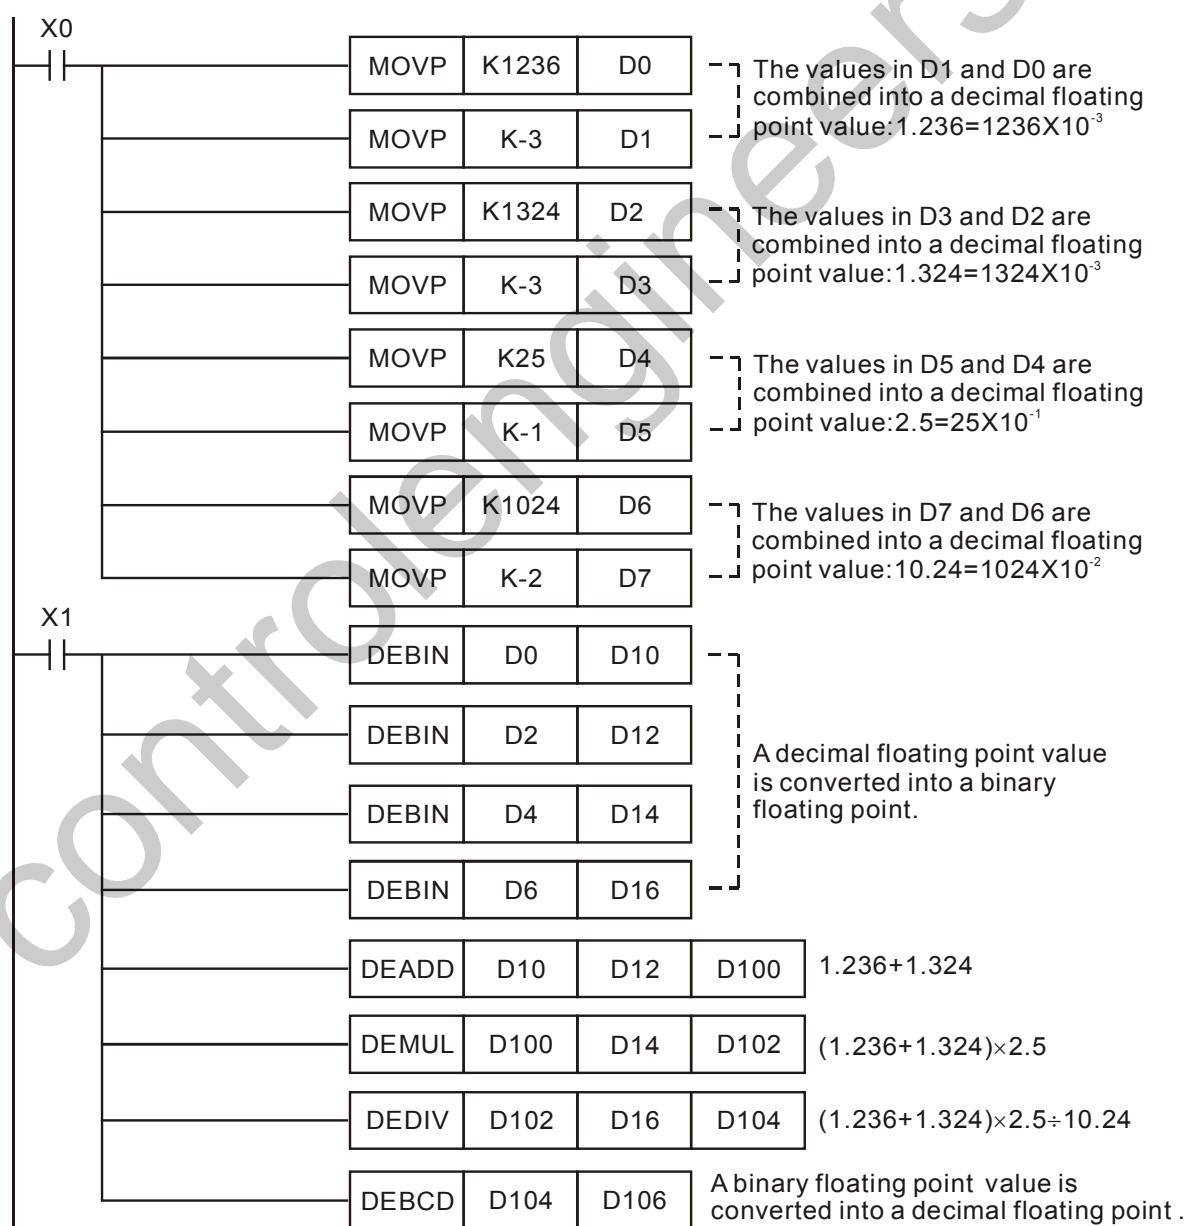 X0
MOVP K1236 D0
The values in D1 and D0 are
combined into a decimal floating
point value:1.236=1236X10⁻³
MOVP K-3 D1
MOVP K1324 D2
The values in D3 and D2 are
combined into a decimal floating
point value:1.324=1324X10⁻³
MOVP K-3 D3
MOVP K25 D4
The values in D5 and D4 are
combined into a decimal floating
point value:2.5=25X10⁻¹
MOVP K-1 D5
MOVP K1024 D6
The values in D7 and D6 are
combined into a decimal floating
point value:10.24=1024X10⁻²
MOVP K-2 D7
X1
DEBIN D0 D10
DEBIN D2 D12
A decimal floating point value
is converted into a binary
floating point.
DEBIN D4 D14
DEBIN D6 D16
DEADD D10 D12 D100 1.236+1.324
DEMUL D100 D14 D102 (1.236+1.324)×2.5
DEDIV D102 D16 D104 (1.236+1.324)×2.5÷10.24
DEBCD D104 D106
A binary floating point value is
converted into a decimal floating point .
controlengineers